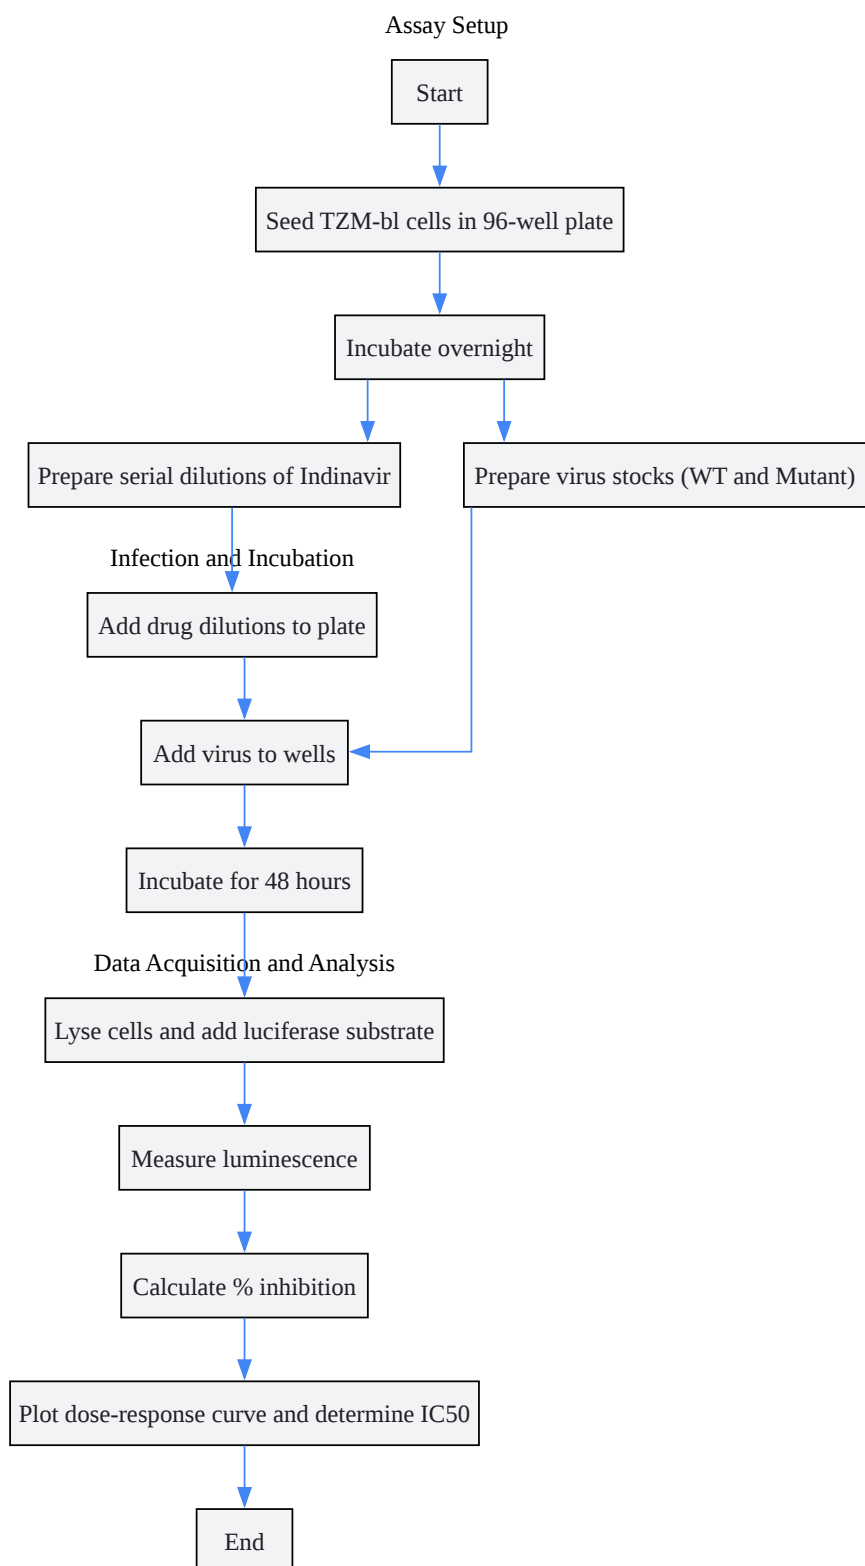 Assay Setup
Start
Seed TZM-bl cells in 96-well plate
Incubate overnight
Prepare serial dilutions of Indinavir
Prepare virus stocks (WT and Mutant)
Infection and Incubation
Add drug dilutions to plate
Add virus to wells
Incubate for 48 hours
Data Acquisition and Analysis
Lyse cells and add luciferase substrate
Measure luminescence
Calculate % inhibition
Plot dose-response curve and determine IC50
End